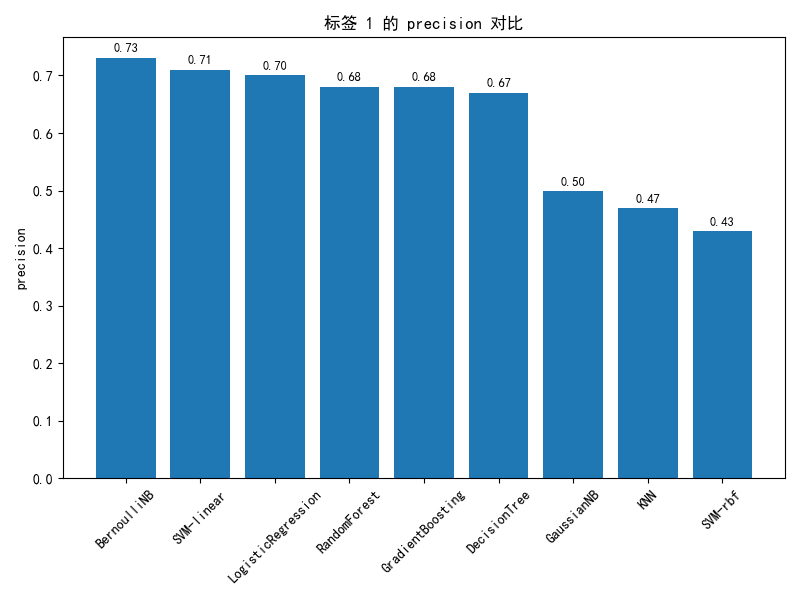 标签 1 的 precision 对比
precision
0.7
0.6
0.5
0.4
0.3
0.2
0.1
0.0
0.73
0.71
0.70
0.68
0.68
0.67
0.50
0.47
0.43
BernoulliNB
SVM-linear
LogisticRegression
RandomForest
GradientBoosting
DecisionTree
GaussianNB
KNN
SVM-rbf